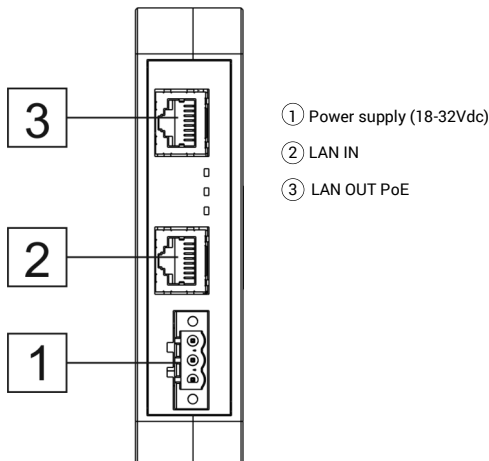 3
2
1
① Power supply (18-32Vdc)
② LAN IN
③ LAN OUT PoE